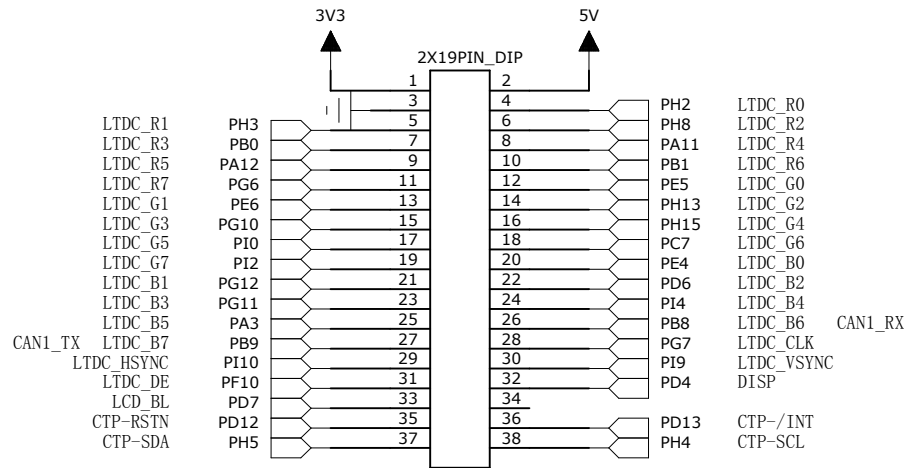 3V3 5V
2X19PIN_DIP
1 2
3 4 PH2 LTDC_R0
LTDC_R1 PH3 5 6 PH8 LTDC_R2
LTDC_R3 PB0 7 8 PA11 LTDC_R4
LTDC_R5 PA12 9 10 PB1 LTDC_R6
LTDC_R7 PG6 11 12 PE5 LTDC_G0
LTDC_G1 PE6 13 14 PH13 LTDC_G2
LTDC_G3 PG10 15 16 PH15 LTDC_G4
LTDC_G5 PI0 17 18 PC7 LTDC_G6
LTDC_G7 PI2 19 20 PE4 LTDC_B0
LTDC_B1 PG12 21 22 PD6 LTDC_B2
LTDC_B3 PG11 23 24 PI4 LTDC_B4
LTDC_B5 PA3 25 26 PB8 LTDC_B6 CAN1_RX
CAN1_TX LTDC_B7 PB9 27 28 PG7 LTDC_CLK
LTDC_HSYNC PI10 29 30 PI9 LTDC_VSYNC
LTDC_DE PF10 31 32 PD4 DISP
LCD_BL PD7 33 34
CTP-RSTN PD12 35 36 PD13 CTP-/INT
CTP-SDA PH5 37 38 PH4 CTP-SCL